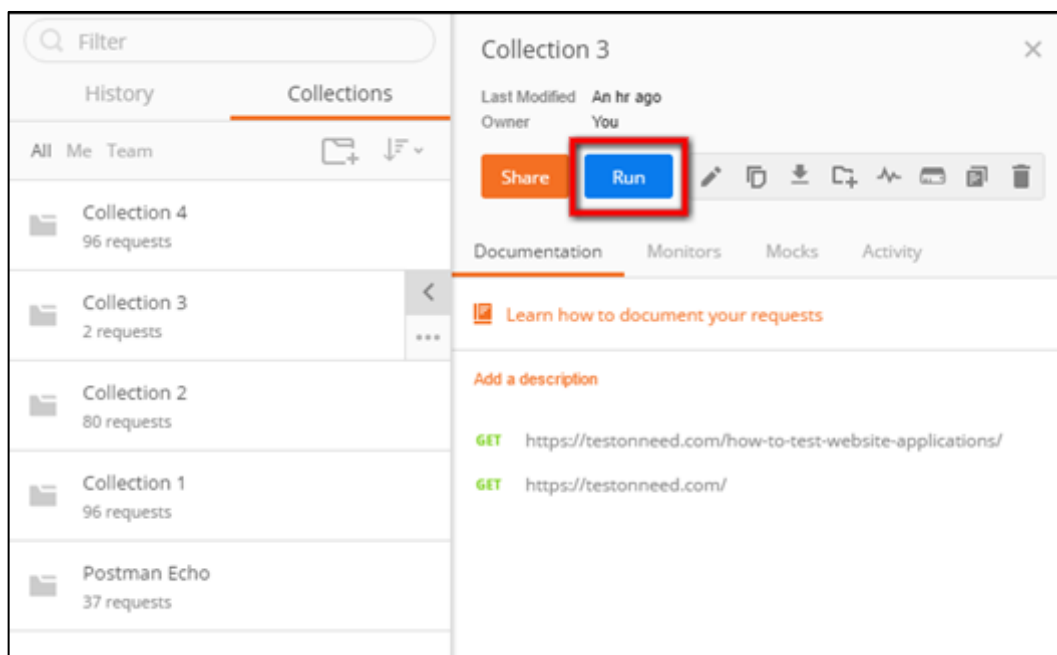 Filter
History Collections
All Me Team
Collection 4
96 requests
Collection 3
2 requests
Collection 2
80 requests
Collection 1
96 requests
Postman Echo
37 requests
Collection 3
Last Modified An hr ago
Owner You
Share Run
Documentation Monitors Mocks Activity
Learn how to document your requests
Add a description
GET https://testonneed.com/how-to-test-website-applications/
GET https://testonneed.com/